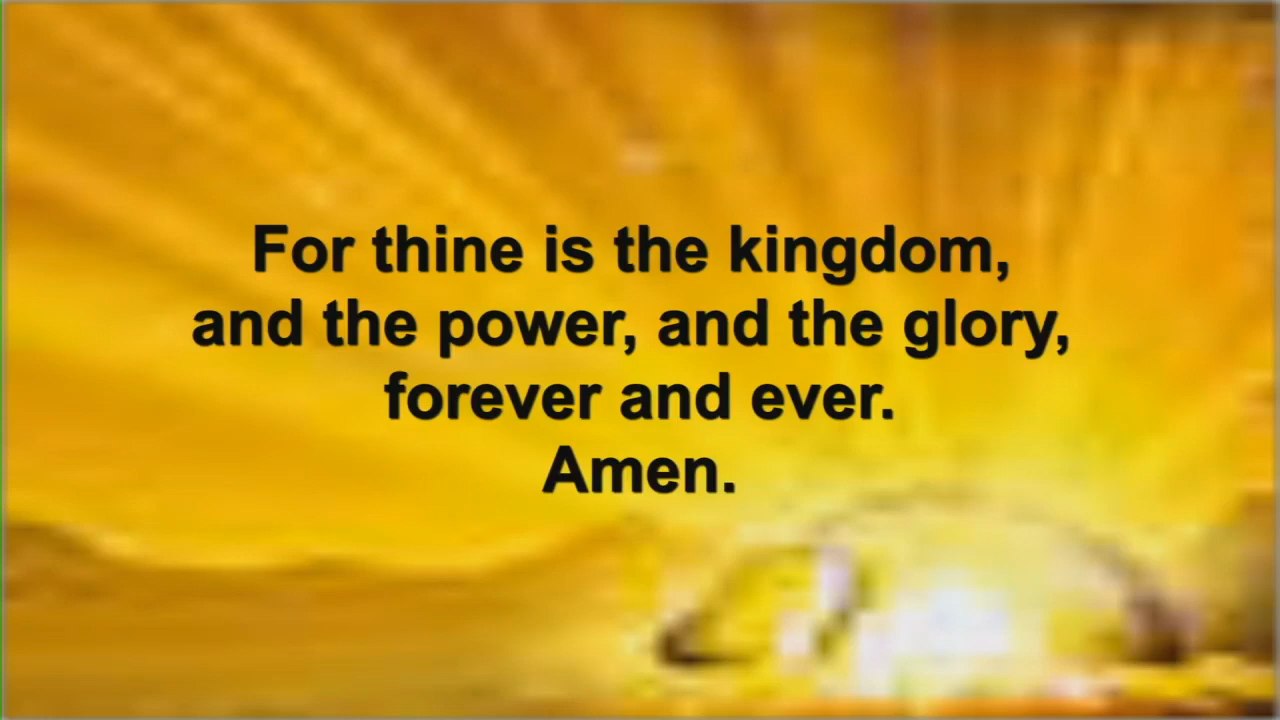 For thine is the kingdom,
and the power, and the glory,
forever and ever.
Amen.